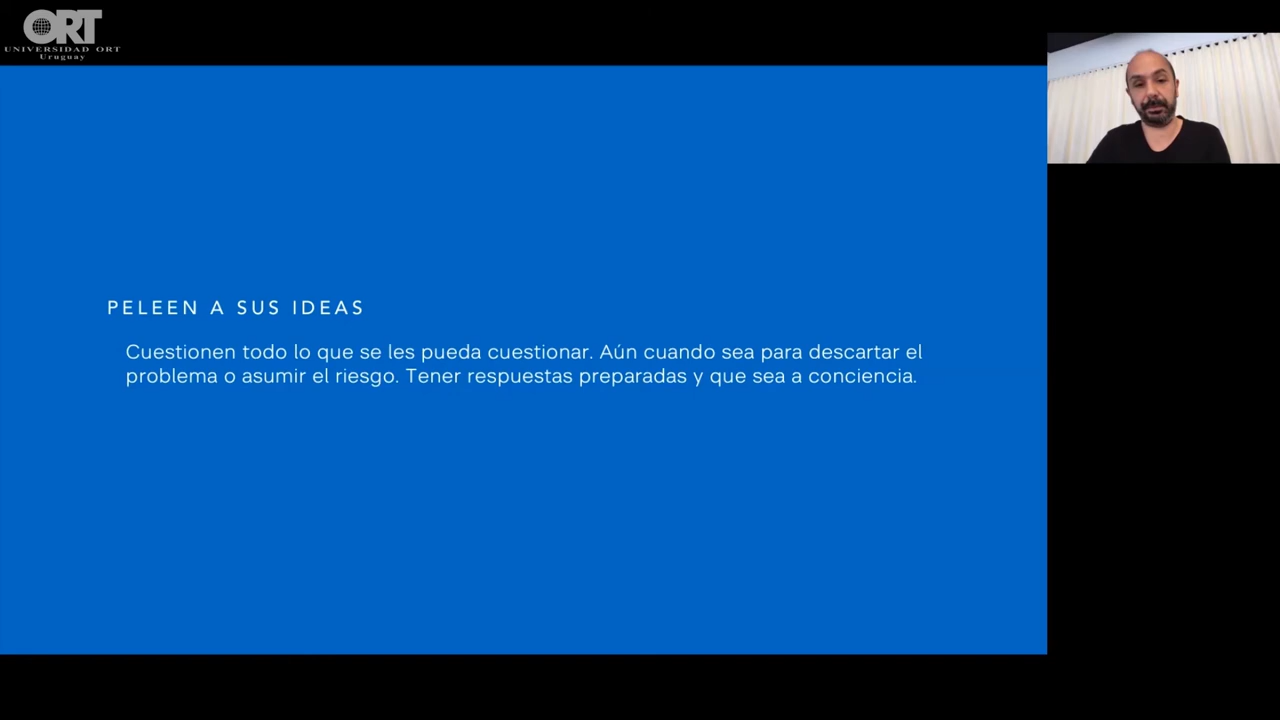 ORT
UNIVERSIDAD ORT
Uruguay
PELEEN A SUS IDEAS
Cuestionen todo lo que se les pueda cuestionar. Aún cuando sea para descartar el
problema o asumir el riesgo. Tener respuestas preparadas y que sea a conciencia.